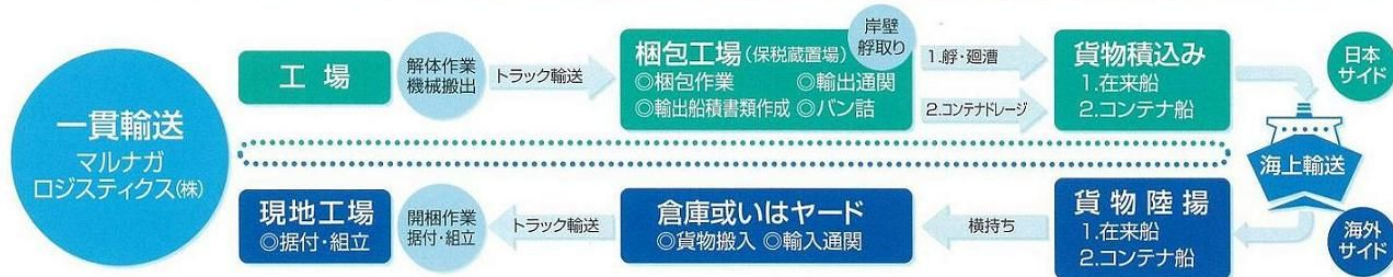 一貫輸送
マルナガ
ロジスティクス(株)
工場
解体作業
機械搬出
トラック輸送
梱包工場(保税蔵置場)
◎梱包作業 ◎輸出通関
◎輸出船積書類作成 ◎バン詰
岸壁
艀取り
1.艀・廻漕
2.コンテナドレージ
貨物積込み
1.在来船
2.コンテナ船
日本
サイド
海上輸送
海外
サイド
貨物陸揚
1.在来船
2.コンテナ船
横持ち
倉庫或いはヤード
◎貨物搬入 ◎輸入通関
トラック輸送
開梱作業
据付・組立
現地工場
◎据付・組立